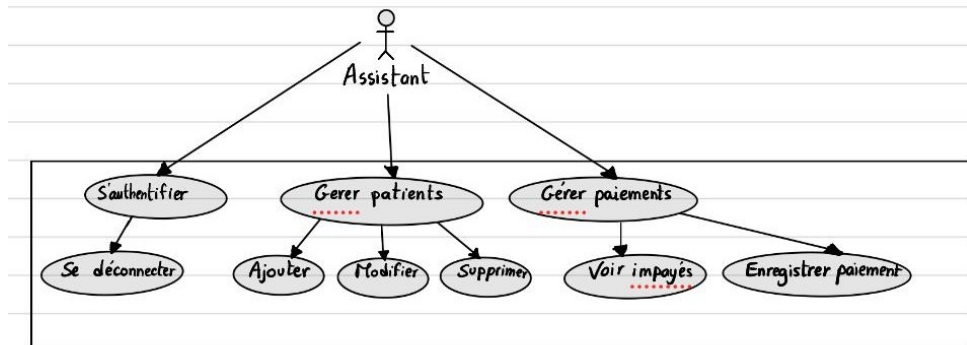 Assistant
S'authentifier
Gerer patients
Gérer paiements
Se déconnecter
Ajouter
Modifier
Supprimer
Voir impayés
Enregistrer paiement